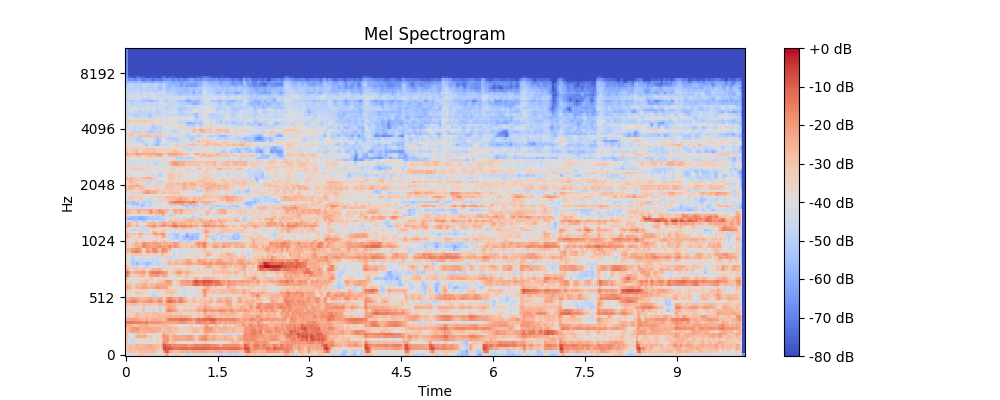 Mel Spectrogram
Hz
8192
4096
2048
1024
512
0
0 1.5 3 4.5 6 7.5 9
Time
+0 dB
-10 dB
-20 dB
-30 dB
-40 dB
-50 dB
-60 dB
-70 dB
-80 dB